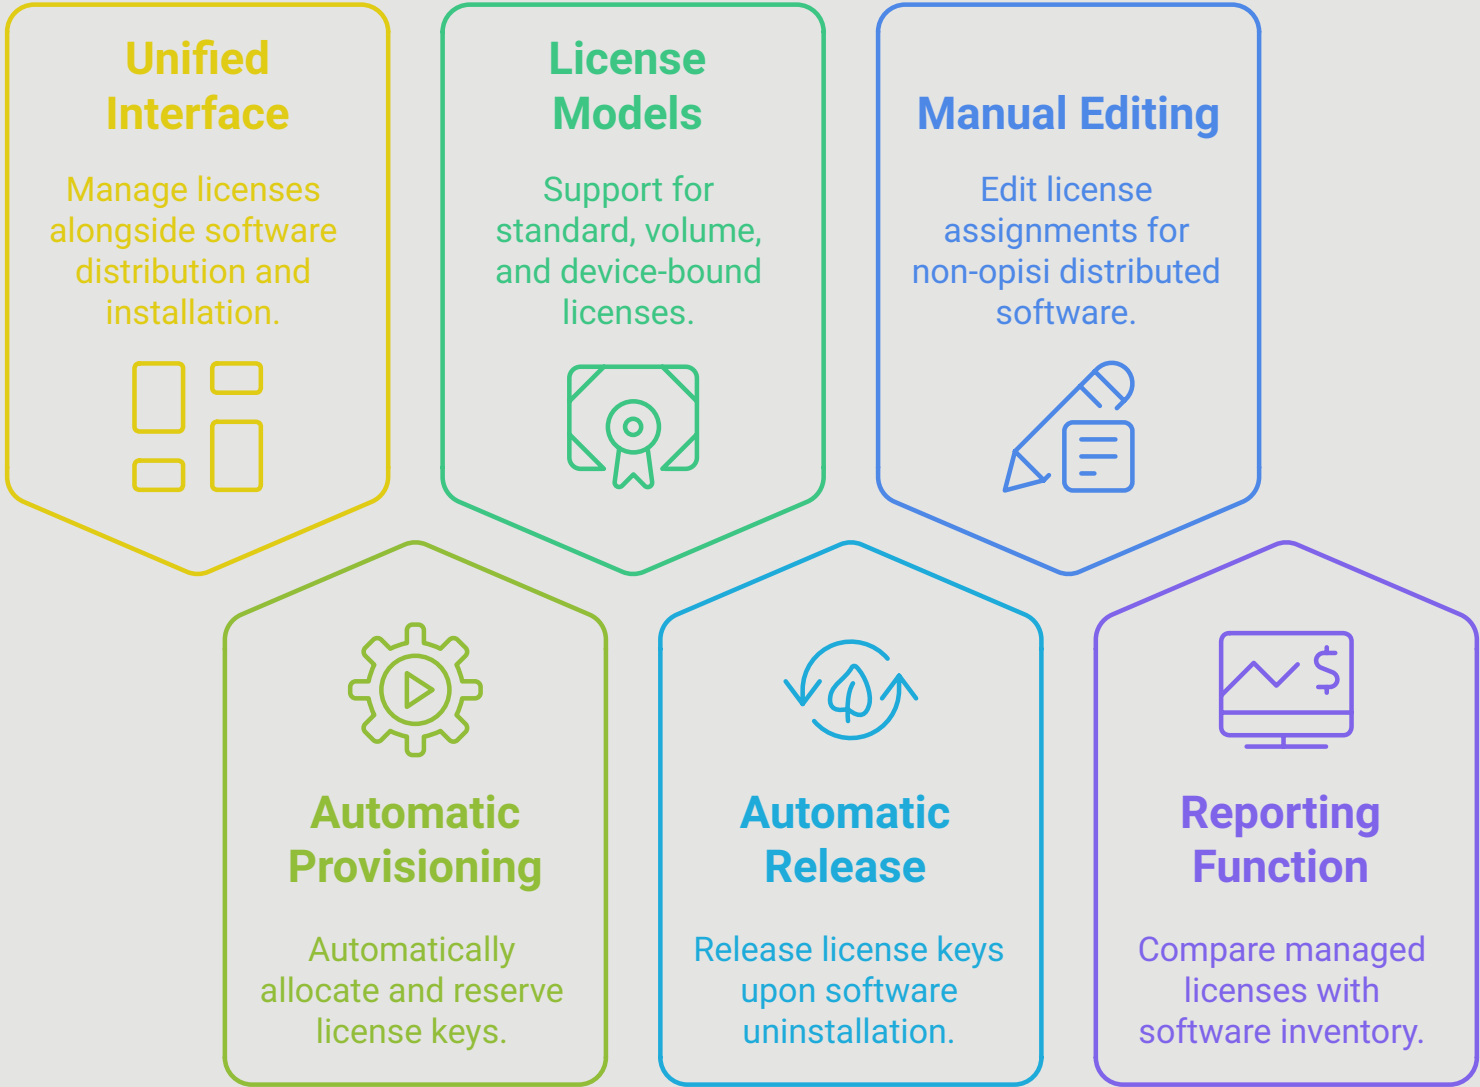 Unified
Interface
Manage licenses
alongside software
distribution and
installation.
License
Models
Support for
standard, volume,
and device-bound
licenses.
Manual Editing
Edit license
assignments for
non-opisi distributed
software.
Automatic
Provisioning
Automatically
allocate and reserve
license keys.
Automatic
Release
Release license keys
upon software
uninstallation.
$
Reporting
Function
Compare managed
licenses with
software inventory.